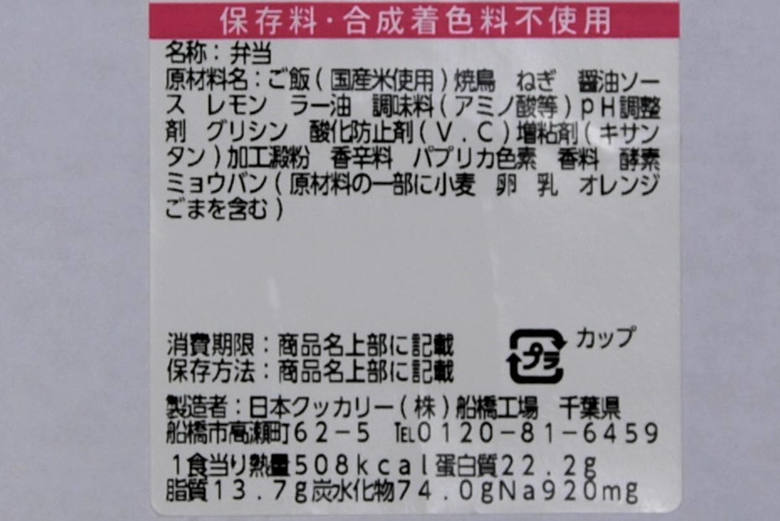 保存料・合成着色料不使用
名称：弁当
原材料名：ご飯(国産米使用)焼鳥　ねぎ　醤油ソー
ス　レモン　ラー油　調味料(アミノ酸等)pH調整
剤　グリシン　酸化防止剤(V.C)増粘剤(キサン
タン)加工澱粉　香辛料　パプリカ色素　香料　酵素
ミョウバン(原材料の一部に小麦　卵　乳　オレンジ
ごまを含む)
消費期限：商品名上部に記載
保存方法：商品名上部に記載
プラ　カップ
製造者：日本クッカリー(株)船橋工場　千葉県
船橋市高瀬町62-5　℡0120-81-6459
1食当り熱量508kcal蛋白質22.2g
脂質13.7g炭水化物74.0gNa920mg